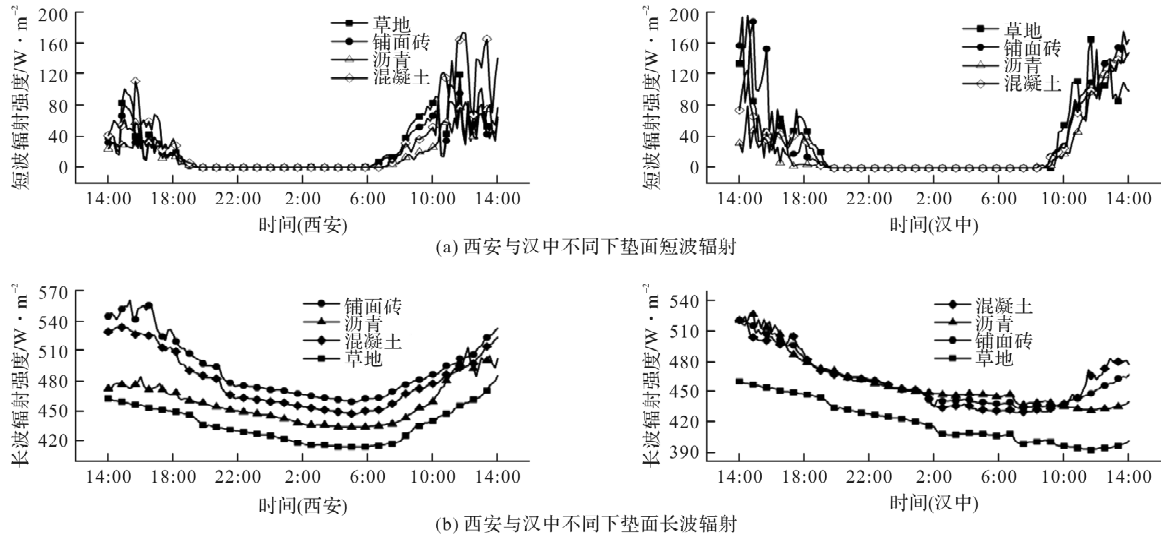 短波辐射强度/W·m⁻²
200
160
120
80
40
0
草地
铺面砖
沥青
混凝土
14:00 18:00 22:00 2:00 6:00 10:00 14:00
时间(西安)
短波辐射强度/W·m⁻²
200
160
120
80
40
0
草地
铺面砖
沥青
混凝土
14:00 18:00 22:00 2:00 6:00 10:00 14:00
时间(汉中)
(a) 西安与汉中不同下垫面短波辐射
长波辐射强度/W·m⁻²
570
540
510
480
450
420
铺面砖
沥青
混凝土
草地
14:00 18:00 22:00 2:00 6:00 10:00 14:00
时间(西安)
长波辐射强度/W·m⁻²
540
510
480
450
420
390
混凝土
沥青
铺面砖
草地
14:00 18:00 22:00 2:00 6:00 10:00 14:00
时间(汉中)
(b) 西安与汉中不同下垫面长波辐射